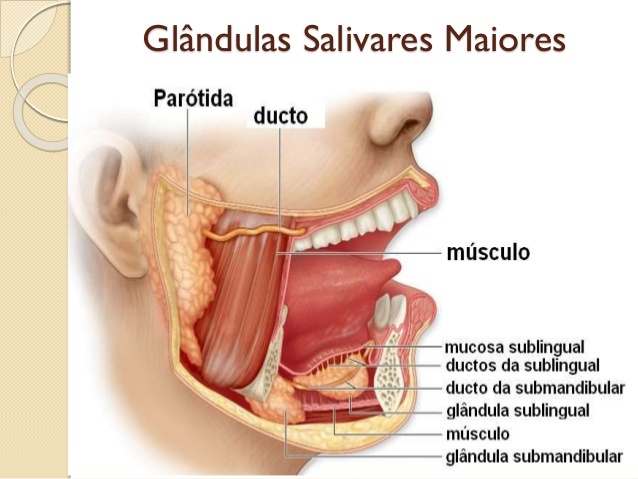 Glândulas Salivares Maiores
Parótida
ducto
músculo
mucosa sublingual
ductos da sublingual
ducto da submandibular
glândula sublingual
músculo
glândula submandibular